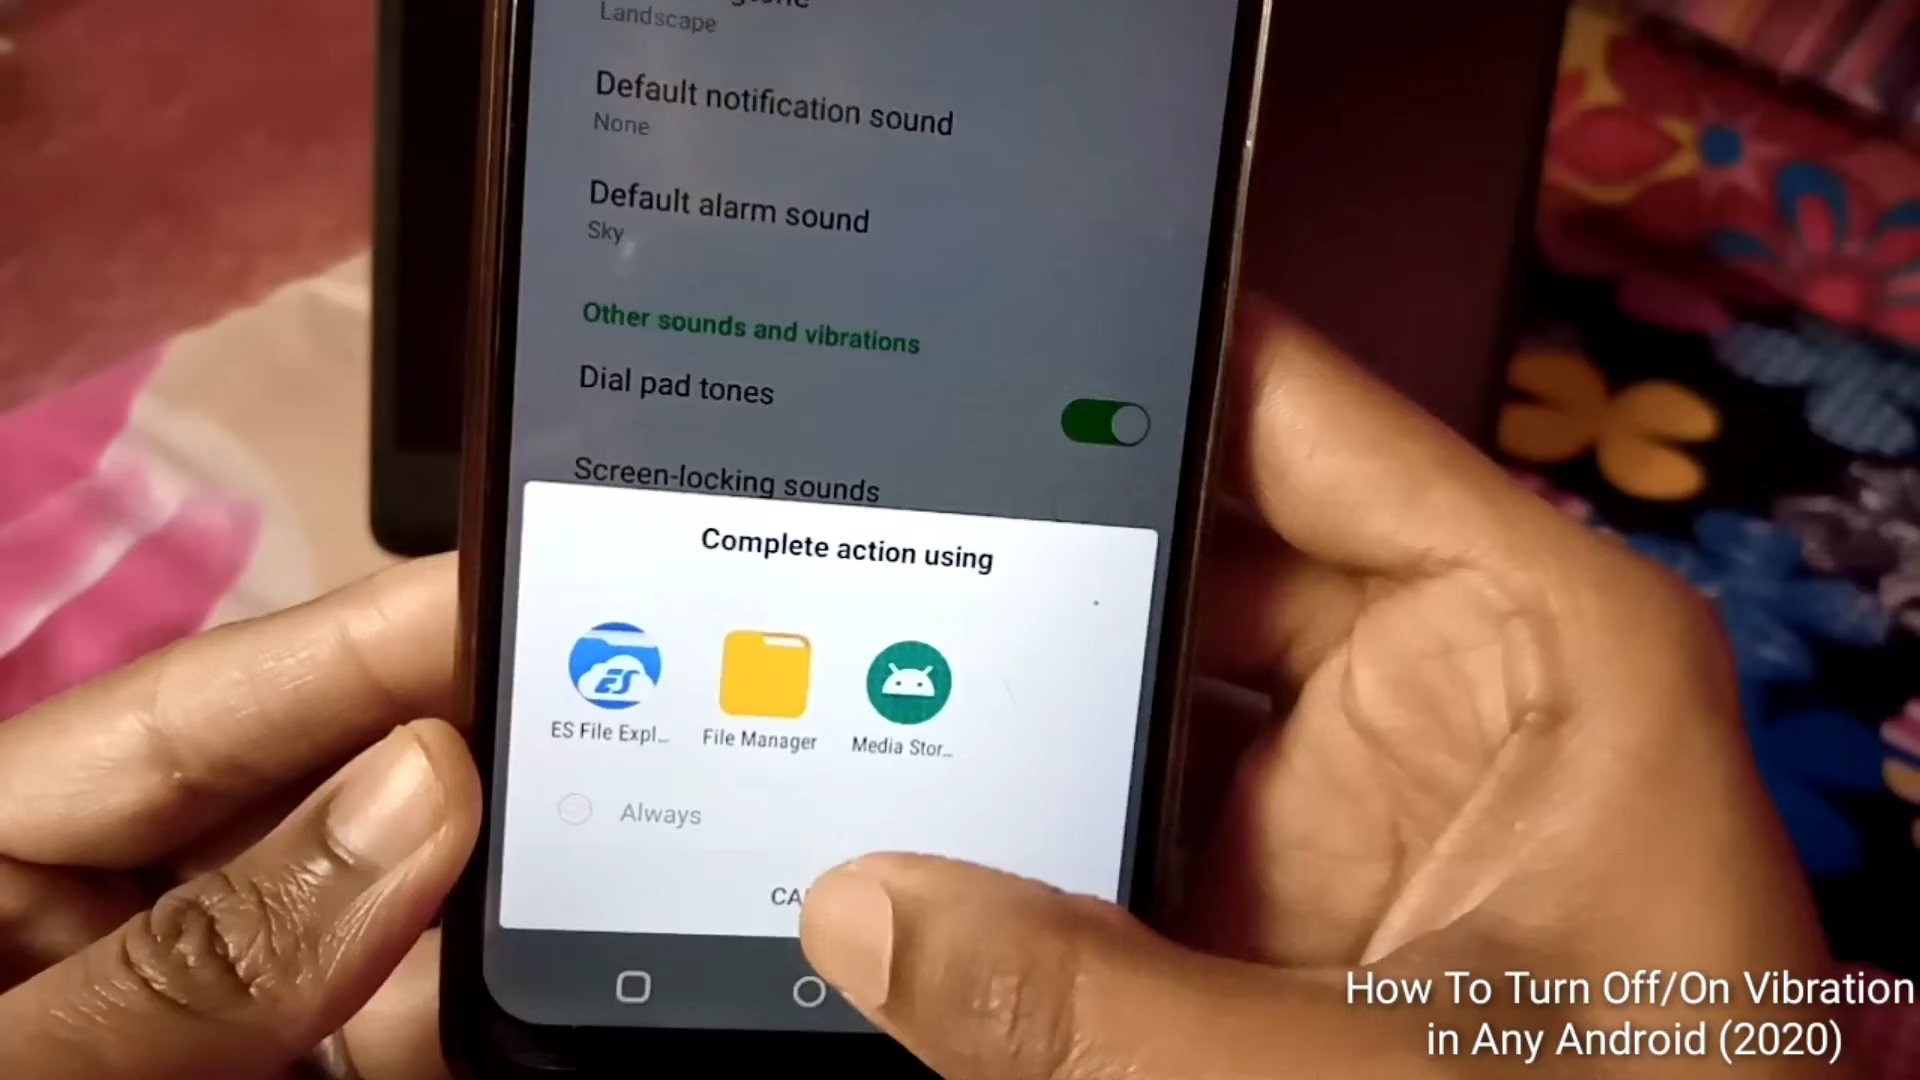 Landscape
Default notification sound
None
Default alarm sound
Sky
Other sounds and vibrations
Dial pad tones
Screen-locking sounds
Complete action using
ES
ES File Expl...
File Manager
Media Stor...
Always
How To Turn Off/On Vibration
in Any Android (2020)